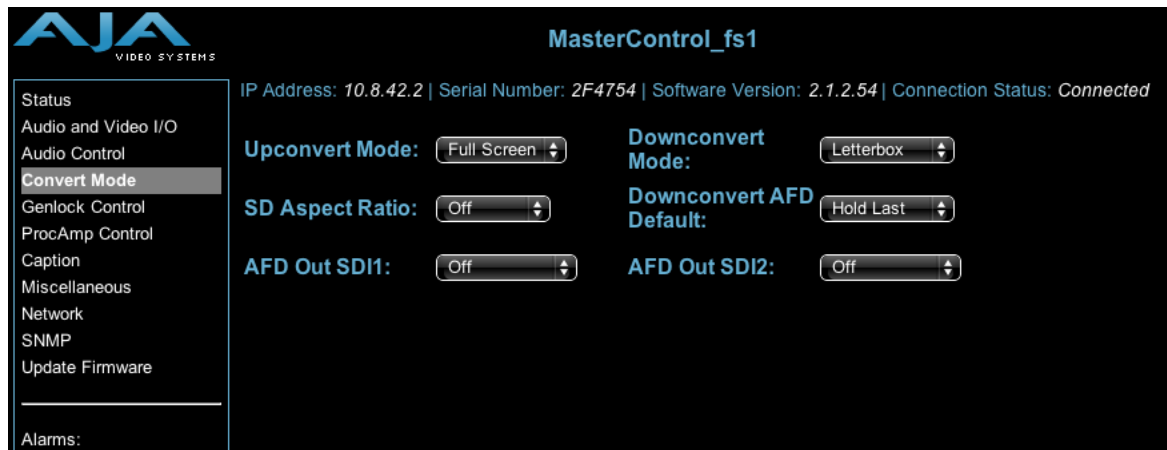 AJA
VIDEO SYSTEMS
MasterControl_fs1
IP Address: 10.8.42.2 | Serial Number: 2F4754 | Software Version: 2.1.2.54 | Connection Status: Connected
Status
Audio and Video I/O
Audio Control
Convert Mode
Genlock Control
ProcAmp Control
Caption
Miscellaneous
Network
SNMP
Update Firmware
Alarms:
Upconvert Mode: Full Screen
Downconvert
Mode: Letterbox
SD Aspect Ratio: Off
Downconvert AFD
Default: Hold Last
AFD Out SDI1: Off
AFD Out SDI2: Off